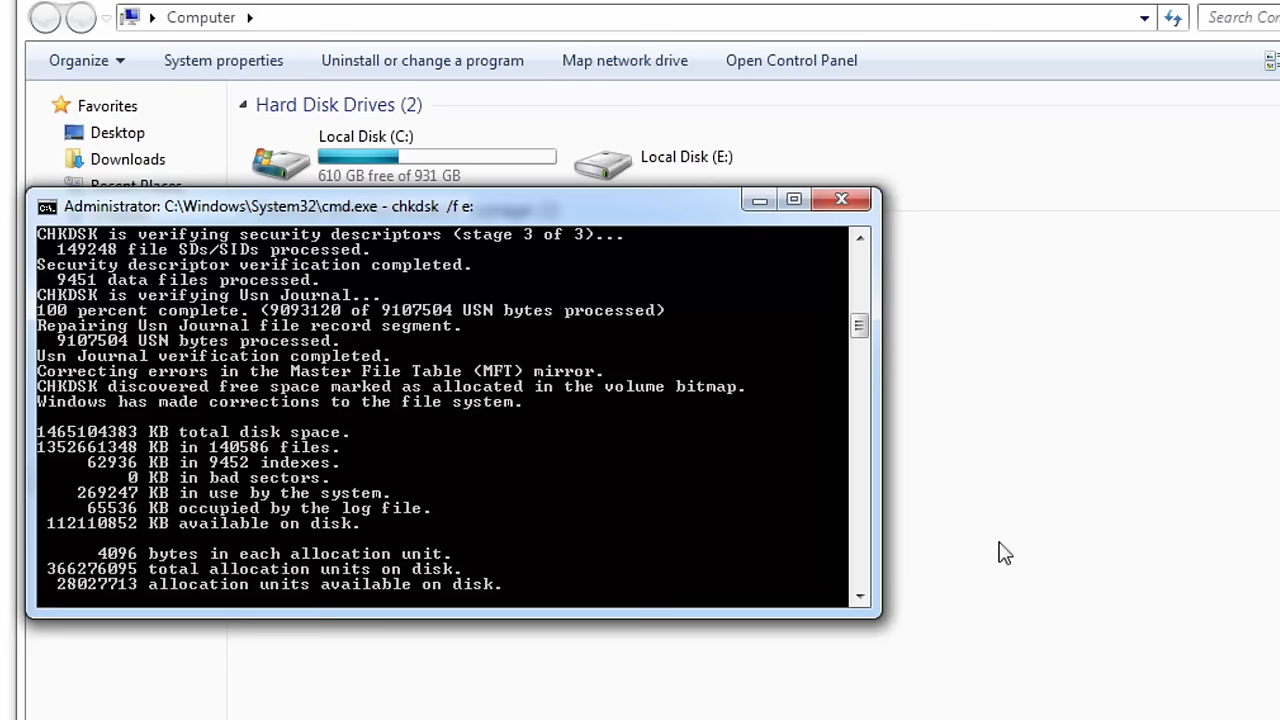 Computer
Search Co
Organize
System properties
Uninstall or change a program
Map network drive
Open Control Panel
Favorites
Desktop
Downloads
Recent Places
Hard Disk Drives (2)
Local Disk (C:)
610 GB free of 931 GB
Local Disk (E:)
Administrator: C:\Windows\System32\cmd.exe - chkdsk /f e:
CHKDSK is verifying security descriptors (stage 3 of 3)...
149248 file SDs/SIDs processed.
Security descriptor verification completed.
9451 data files processed.
CHKDSK is verifying Usn Journal...
100 percent complete. (9093120 of 9107504 USN bytes processed)
Repairing Usn Journal file record segment.
9107504 USN bytes processed.
Usn Journal verification completed.
Correcting errors in the Master File Table (MFT) mirror.
CHKDSK discovered free space marked as allocated in the volume bitmap.
Windows has made corrections to the file system.
1465104383 KB total disk space.
1352661348 KB in 140586 files.
62936 KB in 9452 indexes.
0 KB in bad sectors.
269247 KB in use by the system.
65536 KB occupied by the log file.
112110852 KB available on disk.
4096 bytes in each allocation unit.
366276095 total allocation units on disk.
28027713 allocation units available on disk.